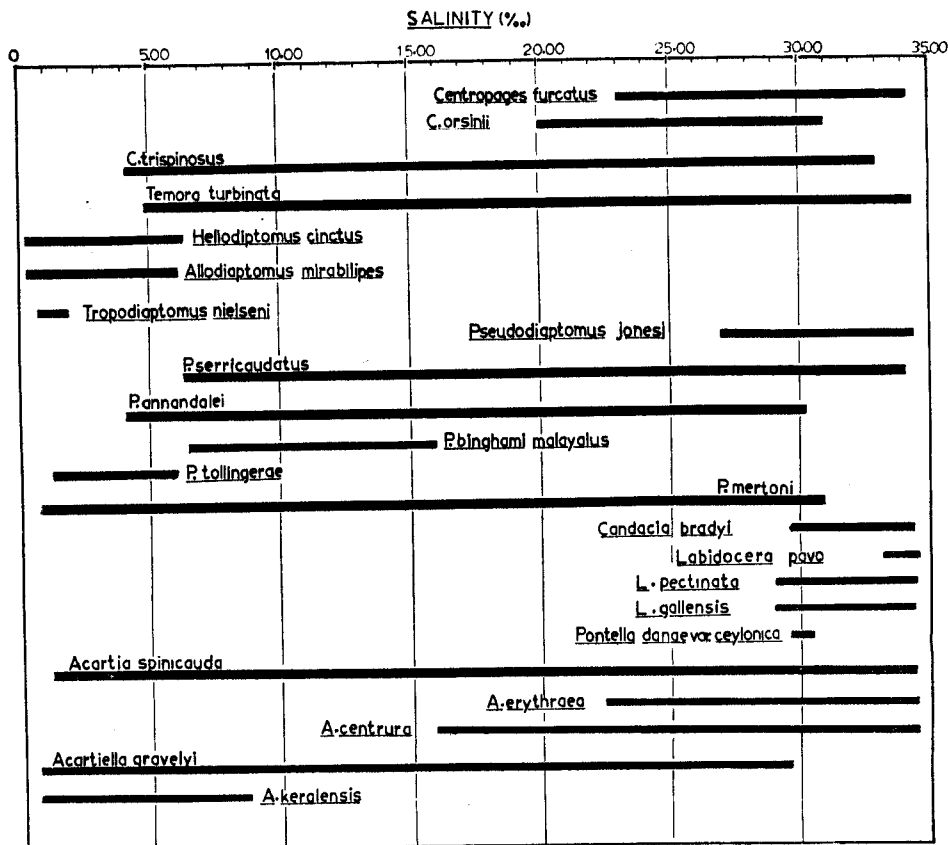 SALINITY (‰)
0 5.00 10.00 15.00 20.00 25.00 30.00 35.00
Centropages furcatus
C.orsinii
C.trispinosus
Temora turbinata
Heliodiptomus cinctus
Allodiaptomus mirabilipes
Tropodiaptomus nielseni
Pseudodiaptomus jonesi
P.serricaudatus
P.annandalei
P.binghami malayalus
P.tollingerae
P.mertoni
Candacia bradyi
Labidocera pavo
L.pectinata
L.gallensis
Pontella danae var.ceylonica
Acartia spinicauda
A.erythraea
A.centrura
Acartiella gravelyi
A.keralensis